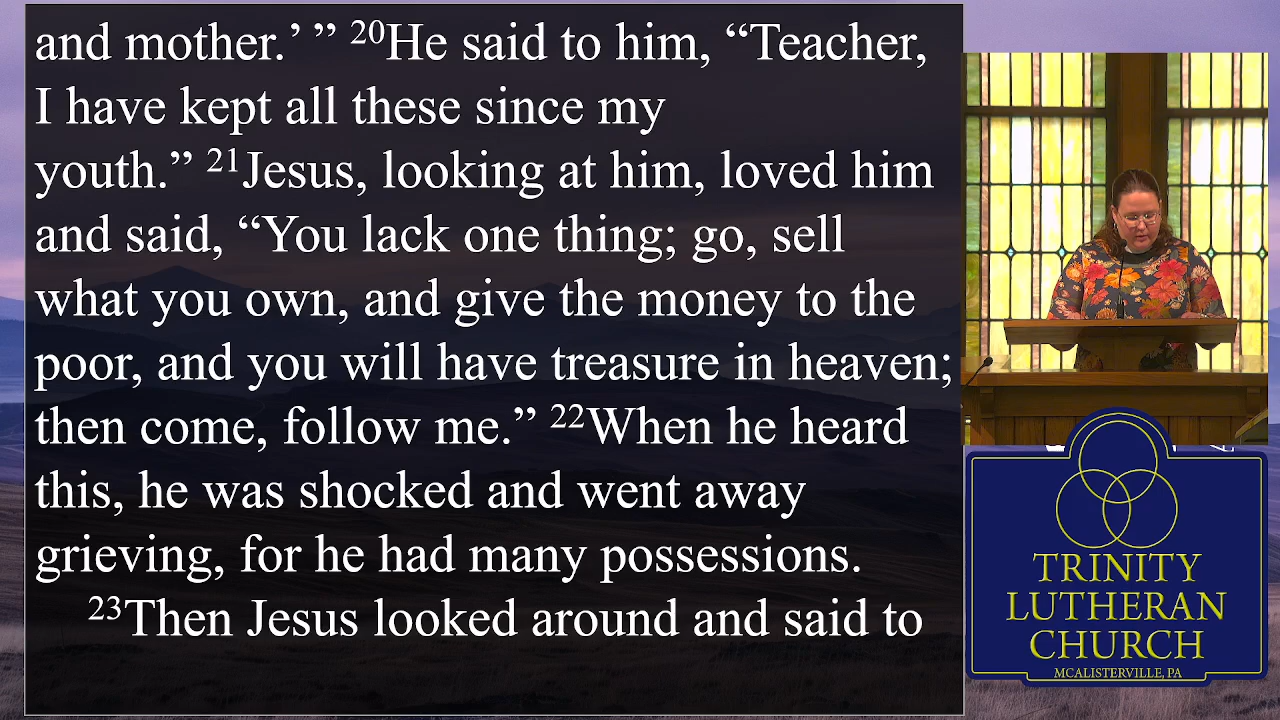 and mother.’ ” 20He said to him, “Teacher,
I have kept all these since my
youth.” 21Jesus, looking at him, loved him
and said, “You lack one thing; go, sell
what you own, and give the money to the
poor, and you will have treasure in heaven;
then come, follow me.” 22When he heard
this, he was shocked and went away
grieving, for he had many possessions.
23Then Jesus looked around and said to
TRINITY
LUTHERAN
CHURCH
MCALISTERVILLE, PA